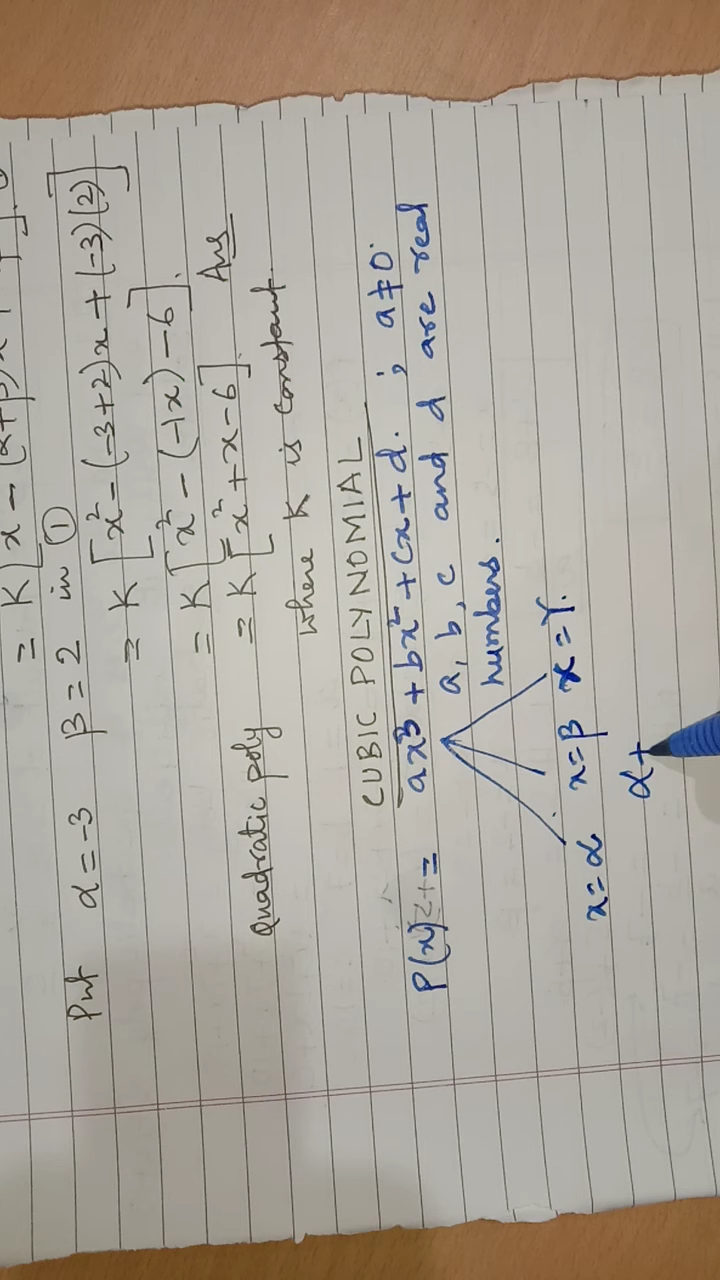 = K[x² - (α+β)x +
Put α = -3 β = 2 in ①
= K[x² - (-3+2)x + (-3)(2)]
= K[x² - (-1x) - 6].
Quadratic poly = K[x² + x - 6]. Ans
where K is constant.
CUBIC POLYNOMIAL
P(x) = ax³ + bx² + cx + d. ; a ≠ 0.
a, b, c and d are real
numbers.
x = α x = β x = γ.
α +